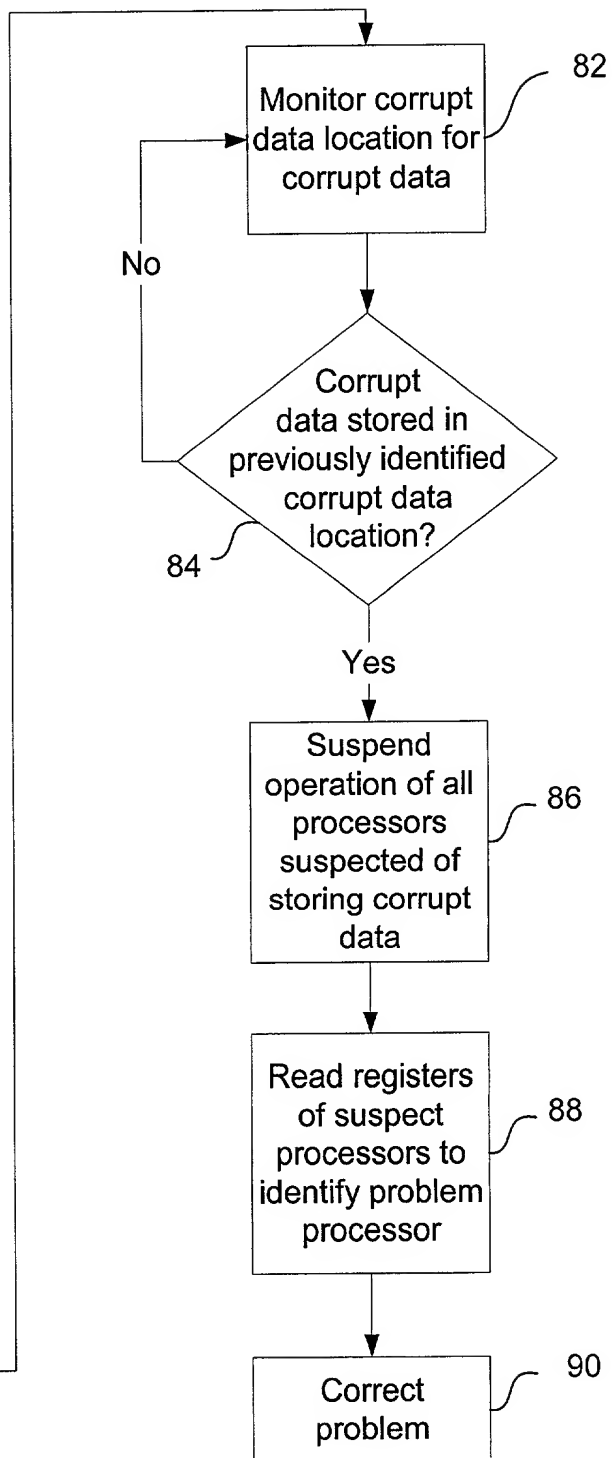 Monitor corrupt
data location for
corrupt data
82
No
Corrupt
data stored in
previously identified
corrupt data
location?
84
Yes
Suspend
operation of all
processors
suspected of
storing corrupt
data
86
Read registers
of suspect
processors to
identify problem
processor
88
Correct
problem
90